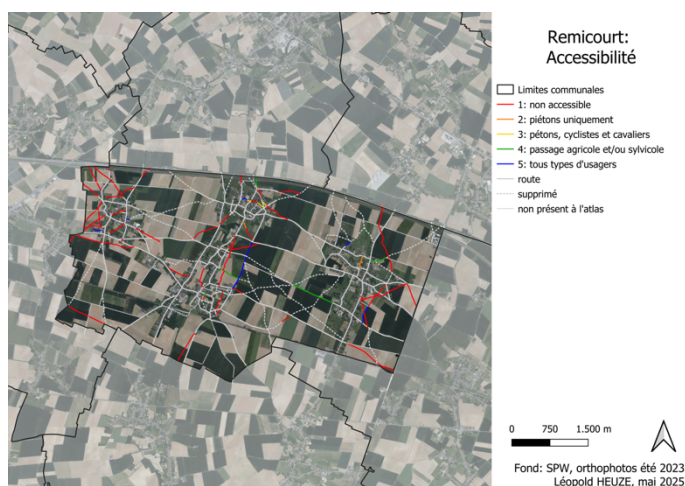 Remicourt:
Accessibilité
Limites communales
1: non accessible
2: piétons uniquement
3: pétons, cyclistes et cavaliers
4: passage agricole et/ou sylvicole
5: tous types d'usagers
route
supprimé
non présent à l'atlas
0 750 1.500 m
Fond: SPW, orthophotos été 2023
Léopold HEUZE, mai 2025